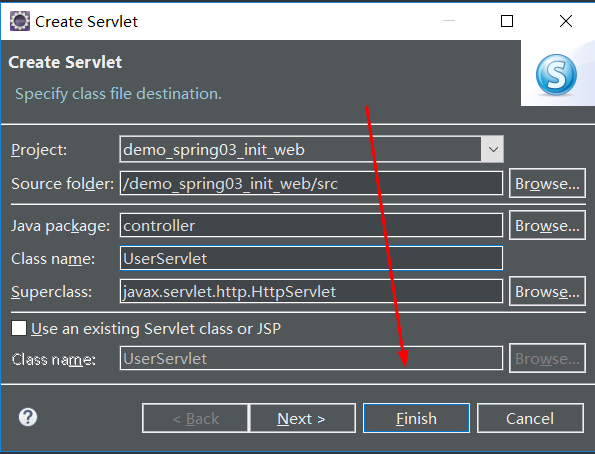 Create Servlet
Create Servlet
Specify class file destination.
S
Project: demo_spring03_init_web
Source folder: /demo_spring03_init_web/src Browse...
Java package: controller Browse...
Class name: UserServlet
Superclass: javax.servlet.http.HttpServlet Browse...
Use an existing Servlet class or JSP
Class name: UserServlet Browse...
? < Back Next > Finish Cancel